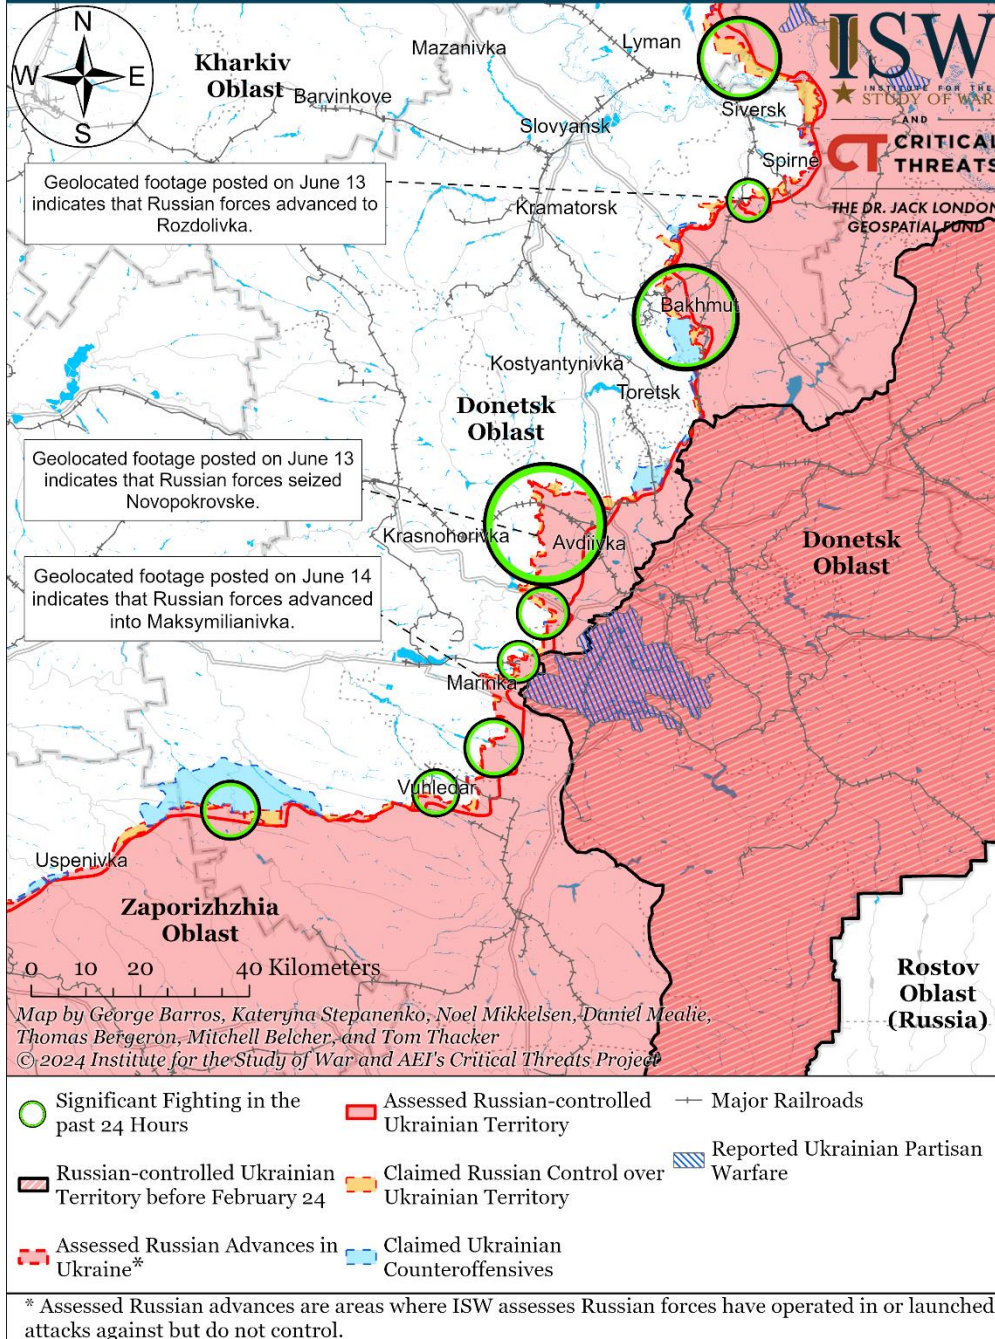 N
W
E
S
ISW
INSTITUTE FOR THE
STUDY OF WAR
AND
CT CRITICAL
THREATS
THE DR. JACK LONDON
GEOSPATIAL FUND
Kharkiv
Oblast
Mazanivka
Lyman
Barvinkove
Siversk
Slovyansk
Spirne
Geolocated footage posted on June 13
indicates that Russian forces advanced to
Rozdolivka.
Kramatorsk
Bakhmut
Kostyantynivka
Toretsk
Donetsk
Oblast
Geolocated footage posted on June 13
indicates that Russian forces seized
Novopokrovske.
Krasnohorivka
Avdiivka
Donetsk
Oblast
Geolocated footage posted on June 14
indicates that Russian forces advanced
into Maksymilianivka.
Marinka
Vuhledar
Uspenivka
Zaporizhzhia
Oblast
Rostov
Oblast
(Russia)
0 10 20 40 Kilometers
Map by George Barros, Kateryna Stepanenko, Noel Mikkelsen, Daniel Mealie,
Thomas Bergeron, Mitchell Belcher, and Tom Thacker
© 2024 Institute for the Study of War and AEI's Critical Threats Project
Significant Fighting in the
past 24 Hours
Russian-controlled Ukrainian
Territory before February 24
Assessed Russian Advances in
Ukraine*
Assessed Russian-controlled
Ukrainian Territory
Claimed Russian Control over
Ukrainian Territory
Claimed Ukrainian
Counteroffensives
Major Railroads
Reported Ukrainian Partisan
Warfare
* Assessed Russian advances are areas where ISW assesses Russian forces have operated in or launched
attacks against but do not control.